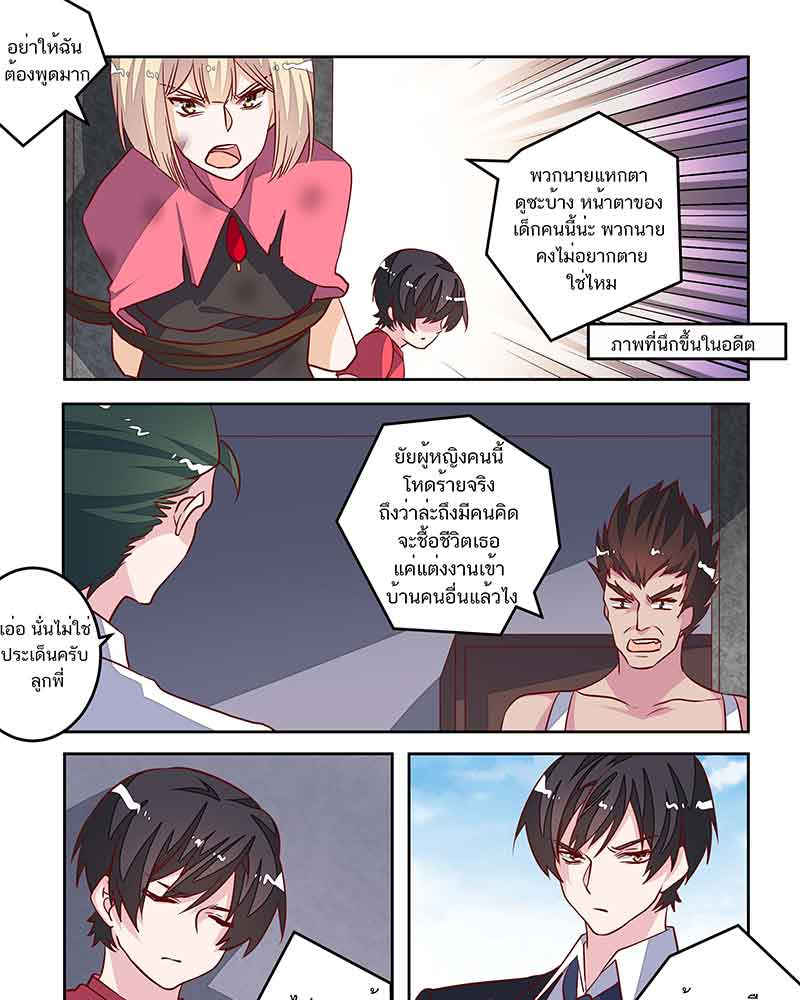 อย่าให้ฉัน
ต้องพูดมาก
พวกนายแหกตา
ดูซะบ้าง หน้าตาของ
เด็กคนนี้น่ะ พวกนาย
คงไม่อยากตาย
ใช่ไหม
ภาพที่นึกขึ้นในอดีต
ยัยผู้หญิงคนนี้
โหดร้ายจริง
ถึงว่าล่ะถึงมีคนคิด
จะซื้อชีวิตเธอ
แค่แต่งงานเข้า
บ้านคนอื่นแล้วไง
เอ่อ นั่นไม่ใช่
ประเด็นครับ
ลูกพี่